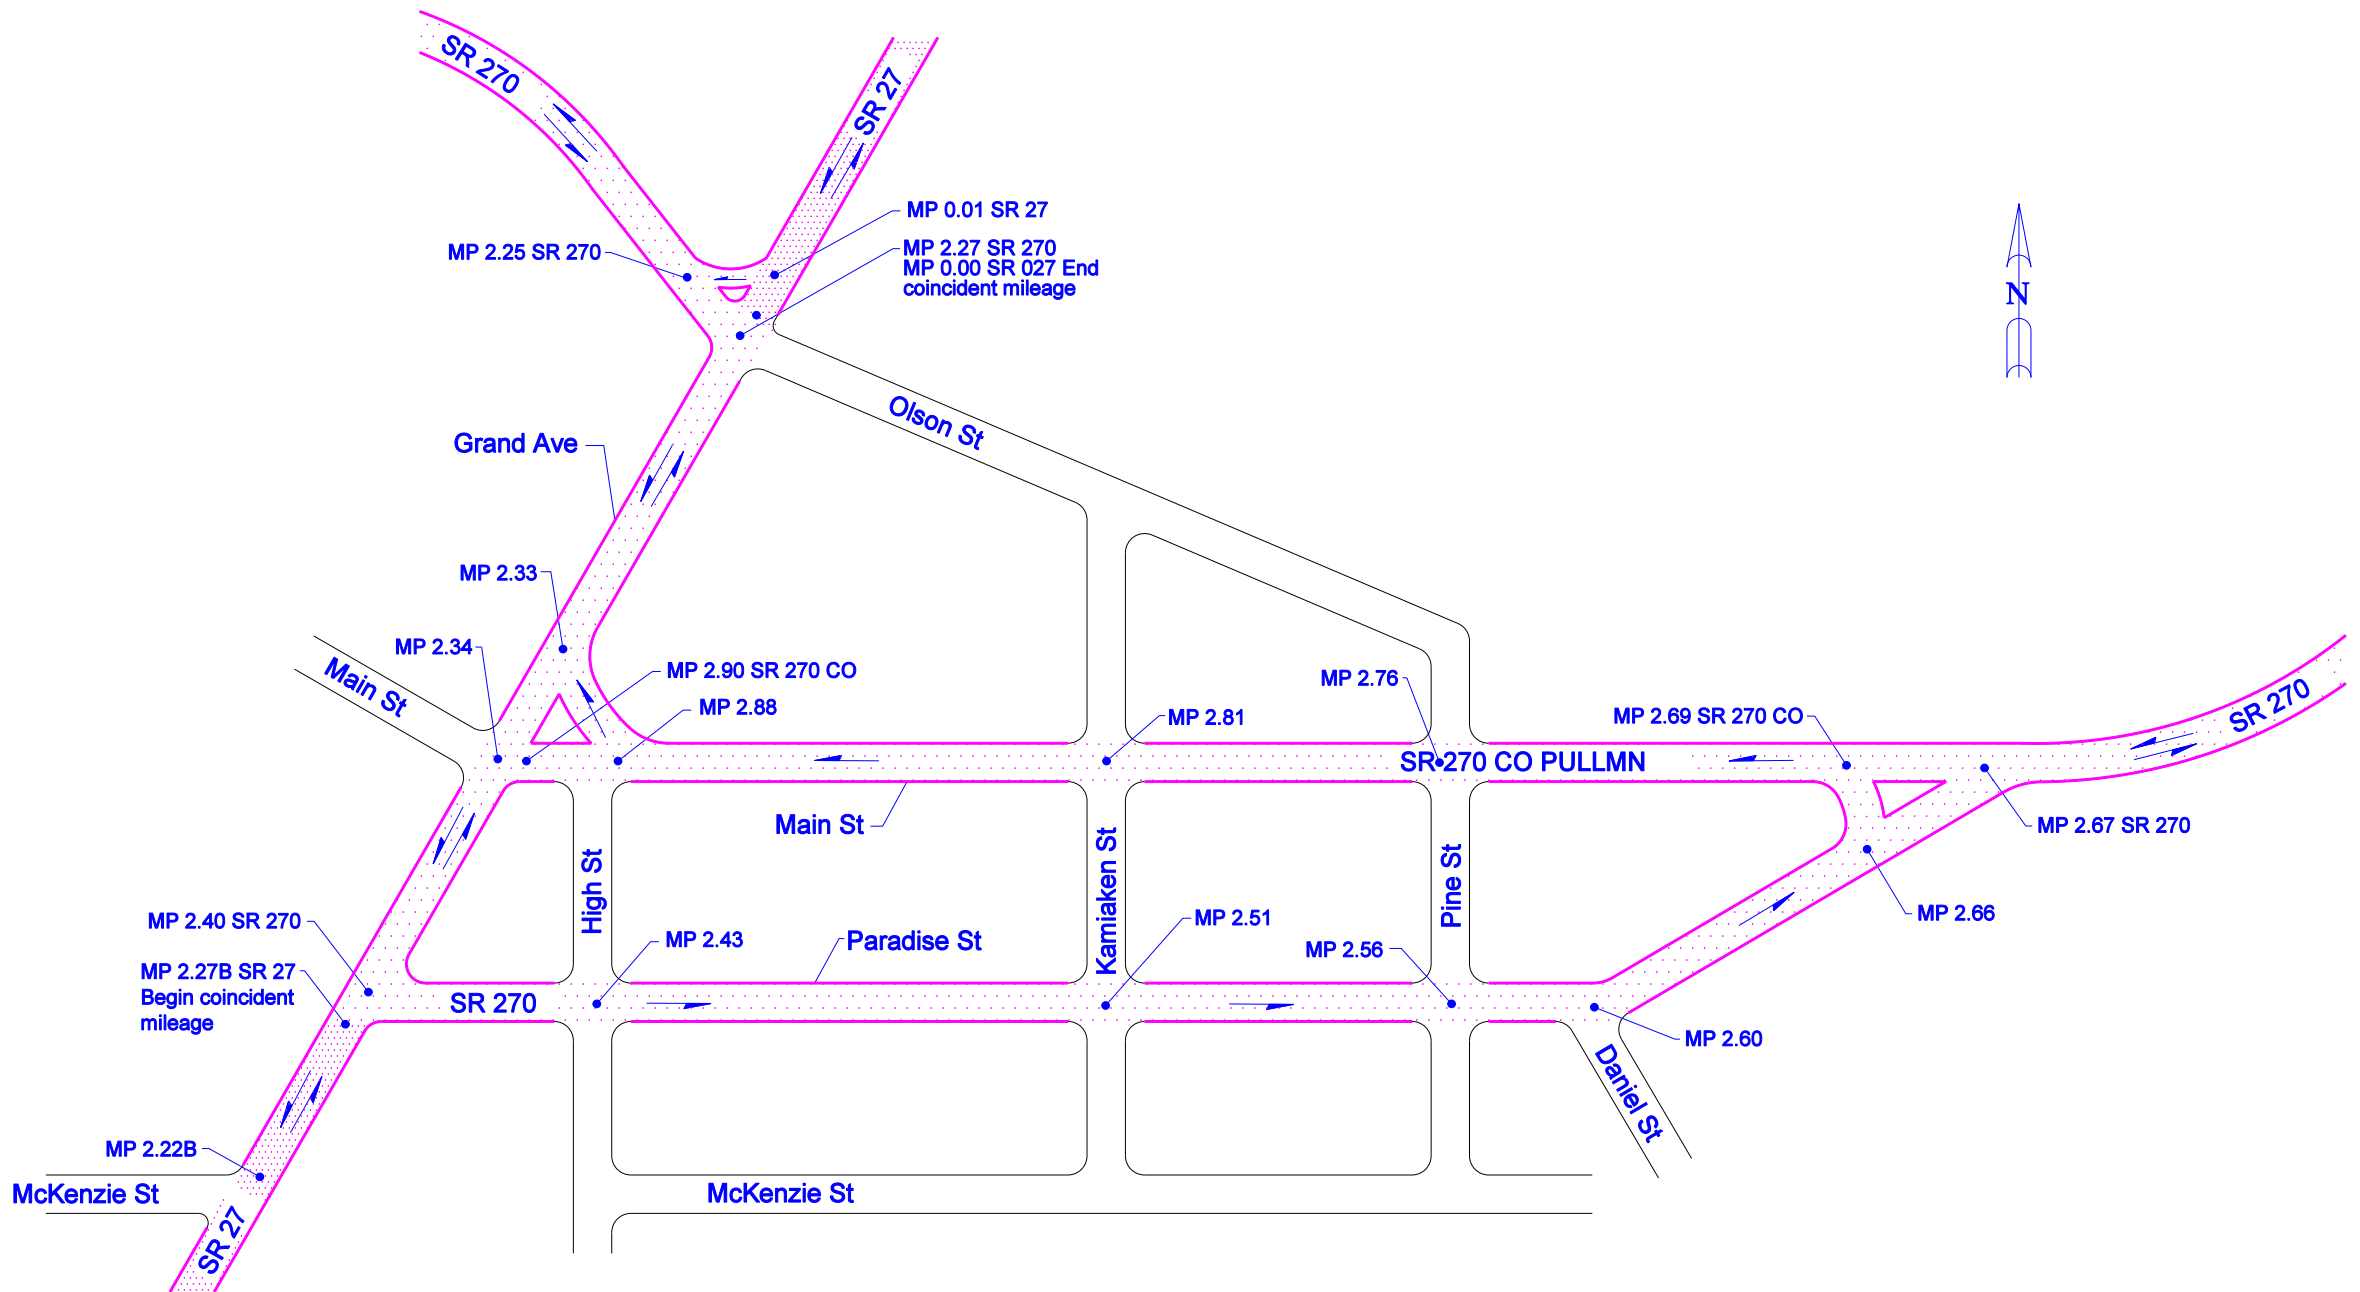 SR 270
SR 27
MP 0.01 SR 27
MP 2.25 SR 270
MP 2.27 SR 270
MP 0.00 SR 027 End
coincident mileage
N
Olson St
Grand Ave
MP 2.33
MP 2.34
Main St
MP 2.90 SR 270 CO
MP 2.88
MP 2.81
MP 2.76
MP 2.69 SR 270 CO
SR 270
SR 270 CO PULLMN
Main St
MP 2.67 SR 270
High St
Kamiaken St
Pine St
MP 2.40 SR 270
MP 2.43
Paradise St
MP 2.51
MP 2.56
MP 2.66
MP 2.27B SR 27
Begin coincident
mileage
SR 270
MP 2.60
Daniel St
MP 2.22B
McKenzie St
McKenzie St
SR 27